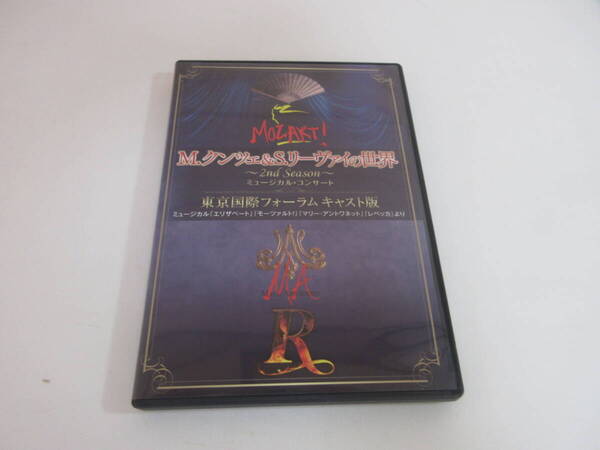 MOZART!
M.クンツェ&S.リーヴァイの世界
～2nd Season～
ミュージカル・コンサート
東京国際フォーラム キャスト版
ミュージカル「エリザベート」「モーツァルト!」「マリー・アントワネット」「レベッカ」より
MA
R